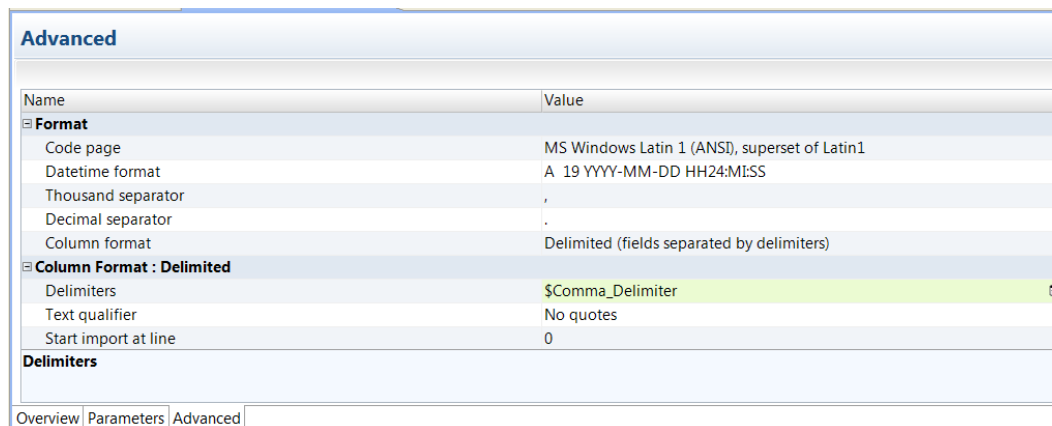 Advanced
Name Value
Format
Code page MS Windows Latin 1 (ANSI), superset of Latin1
Datetime format A 19 YYYY-MM-DD HH24:MI:SS
Thousand separator ,
Decimal separator .
Column format Delimited (fields separated by delimiters)
Column Format : Delimited
Delimiters $Comma_Delimiter
Text qualifier No quotes
Start import at line 0
Delimiters
Overview Parameters Advanced